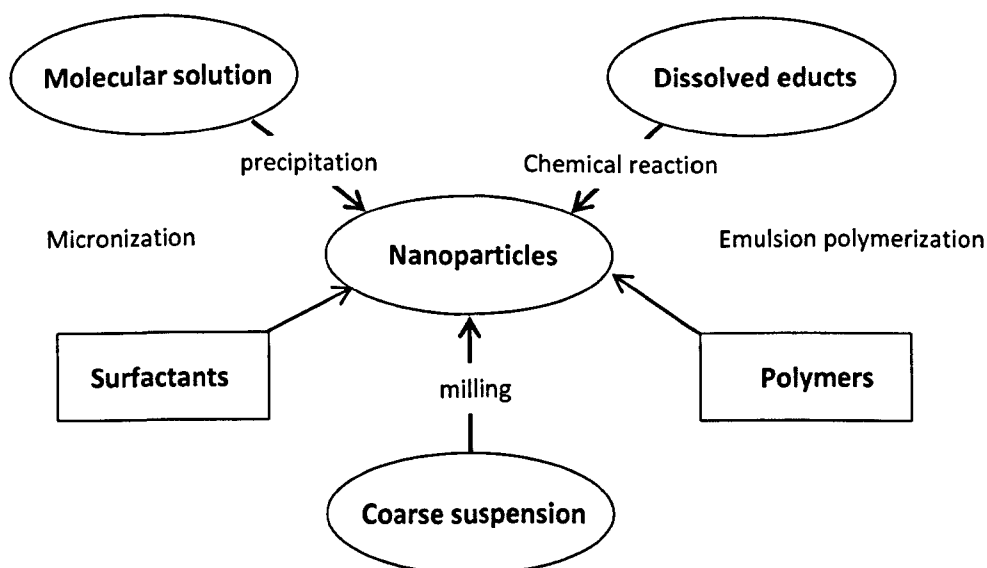 Molecular solution
Dissolved educts
precipitation
Chemical reaction
Micronization
Nanoparticles
Emulsion polymerization
Surfactants
milling
Polymers
Coarse suspension